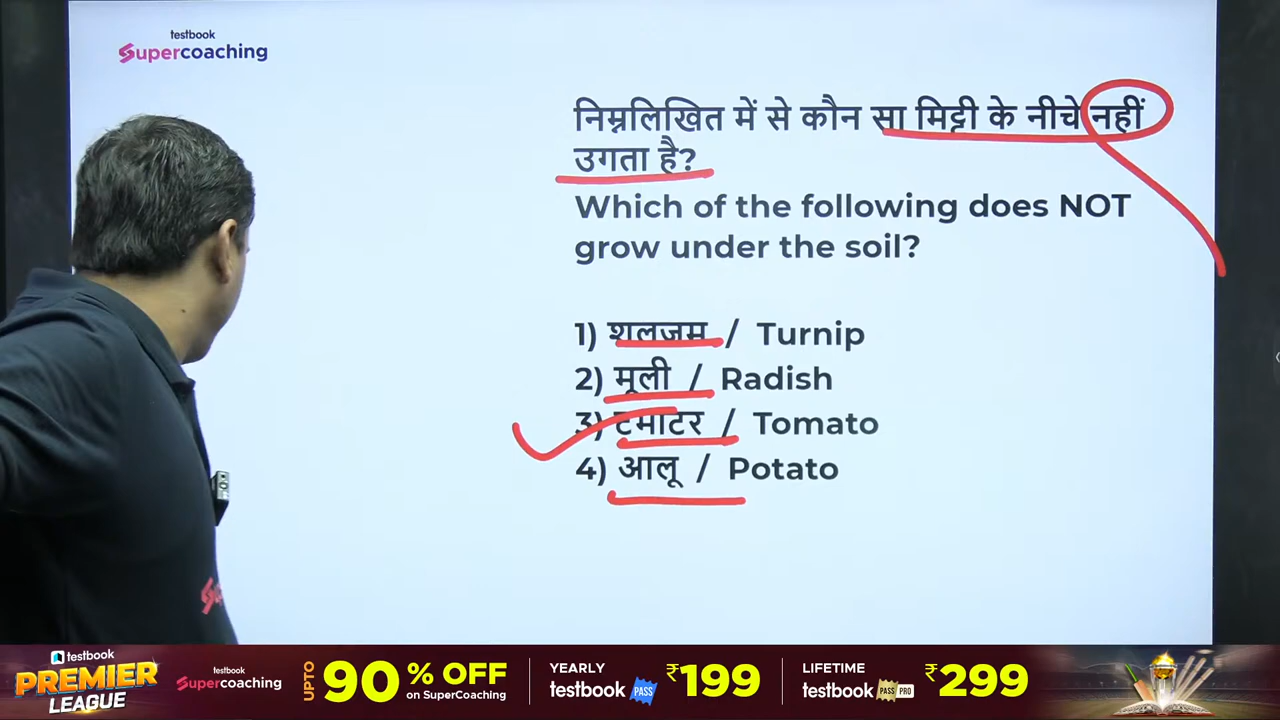 testbook
Supercoaching
निम्नलिखित में से कौन सा मिट्टी के नीचे नहीं
उगता है?
Which of the following does NOT
grow under the soil?
1) शलजम / Turnip
2) मूली / Radish
3) टमाटर / Tomato
4) आलू / Potato
testbook
PREMIER
LEAGUE
testbook
Supercoaching
UPTO
90% OFF
on SuperCoaching
YEARLY
testbook PASS
₹199
LIFETIME
testbook PASS PRO
₹299